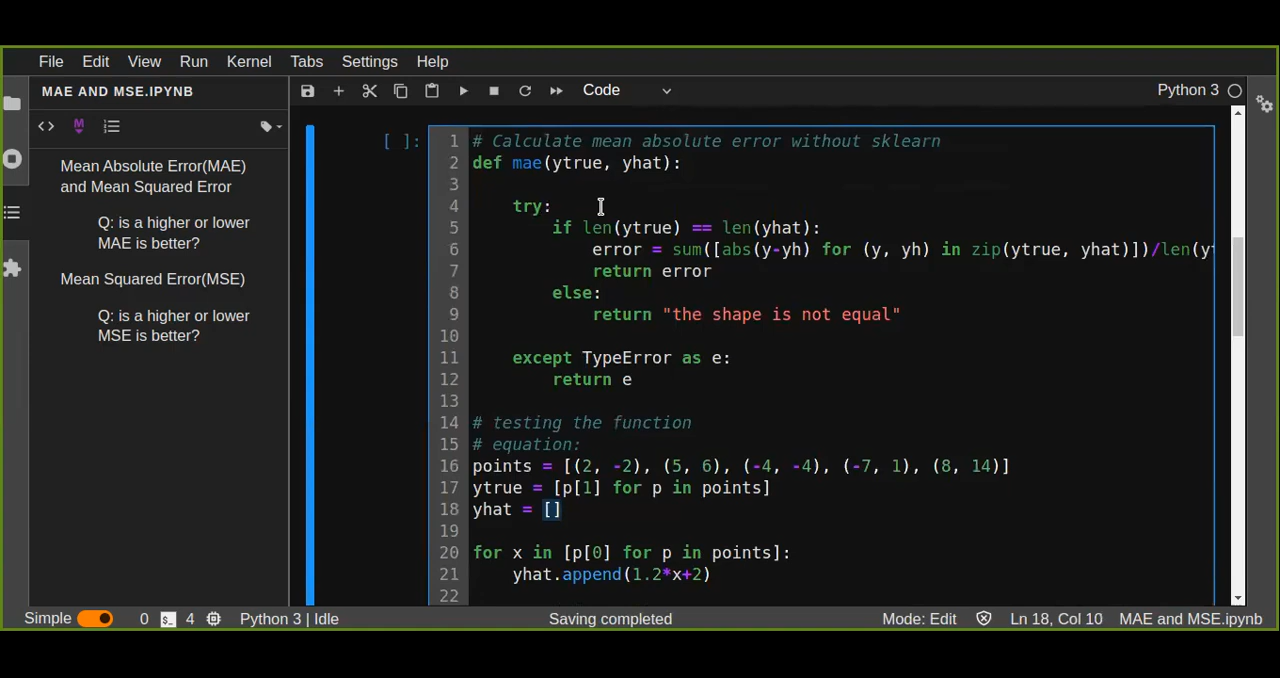 File Edit View Run Kernel Tabs Settings Help
MAE AND MSE.IPYNB
Code
Python 3
Mean Absolute Error(MAE)
and Mean Squared Error
Q: is a higher or lower
MAE is better?
Mean Squared Error(MSE)
Q: is a higher or lower
MSE is better?
[ ]:
1 # Calculate mean absolute error without sklearn
2 def mae(ytrue, yhat):
3
4 try:
5 if len(ytrue) == len(yhat):
6 error = sum([abs(y-yh) for (y, yh) in zip(ytrue, yhat)])/len(yt
7 return error
8 else:
9 return "the shape is not equal"
10
11 except TypeError as e:
12 return e
13
14 # testing the function
15 # equation:
16 points = [(2, -2), (5, 6), (-4, -4), (-7, 1), (8, 14)]
17 ytrue = [p[1] for p in points]
18 yhat = []
19
20 for x in [p[0] for p in points]:
21 yhat.append(1.2*x+2)
22
Simple 0 $_ 4 Python 3 | Idle Saving completed Mode: Edit Ln 18, Col 10 MAE and MSE.ipynb